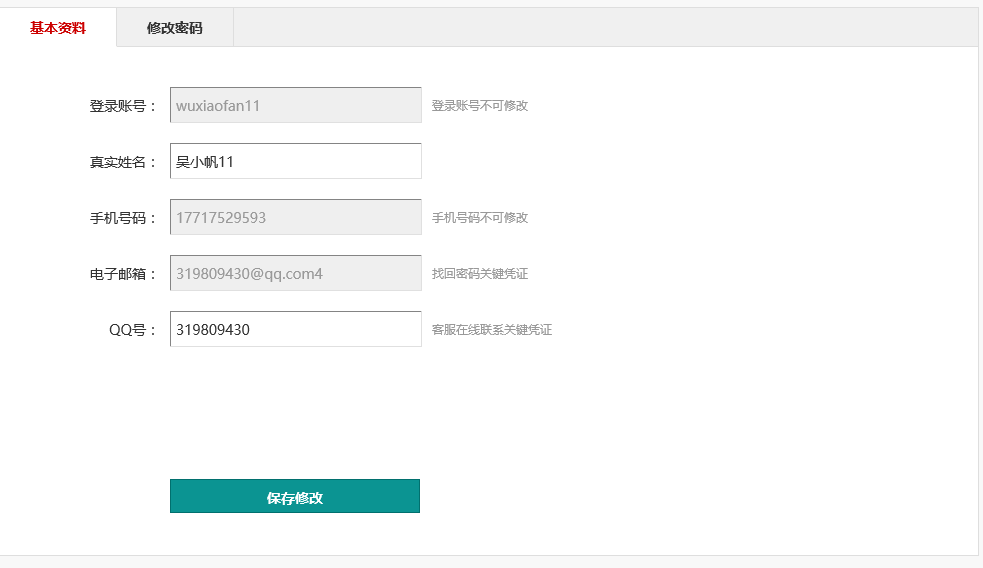 基本资料 修改密码
登录账号： wuxiaofan11 登录账号不可修改
真实姓名： 吴小帆11
手机号码： 17717529593 手机号码不可修改
电子邮箱： 319809430@qq.com4 找回密码关键凭证
QQ号： 319809430 客服在线联系关键凭证
保存修改